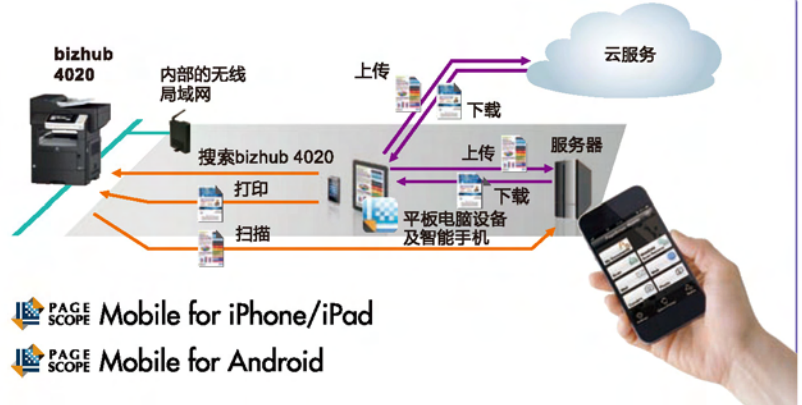 bizhub
4020
内部的无线
局域网
上传
下载
云服务
搜索bizhub 4020
打印
扫描
上传
下载
服务器
平板电脑设备
及智能手机
PAGE
SCOPE
Mobile for iPhone/iPad
PAGE
SCOPE
Mobile for Android